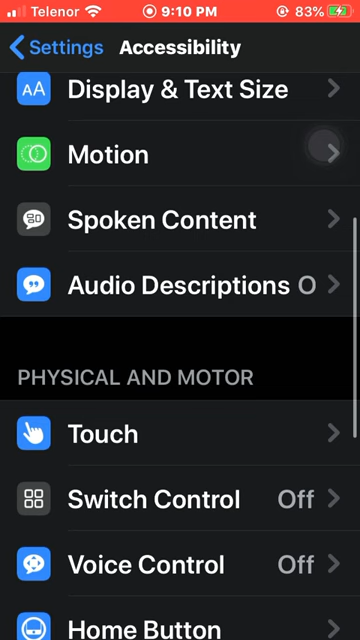 Telenor 9:10 PM 83%
Settings Accessibility
AA Display & Text Size
Motion
Spoken Content
Audio Descriptions O
PHYSICAL AND MOTOR
Touch
Switch Control Off
Voice Control Off
Home Button